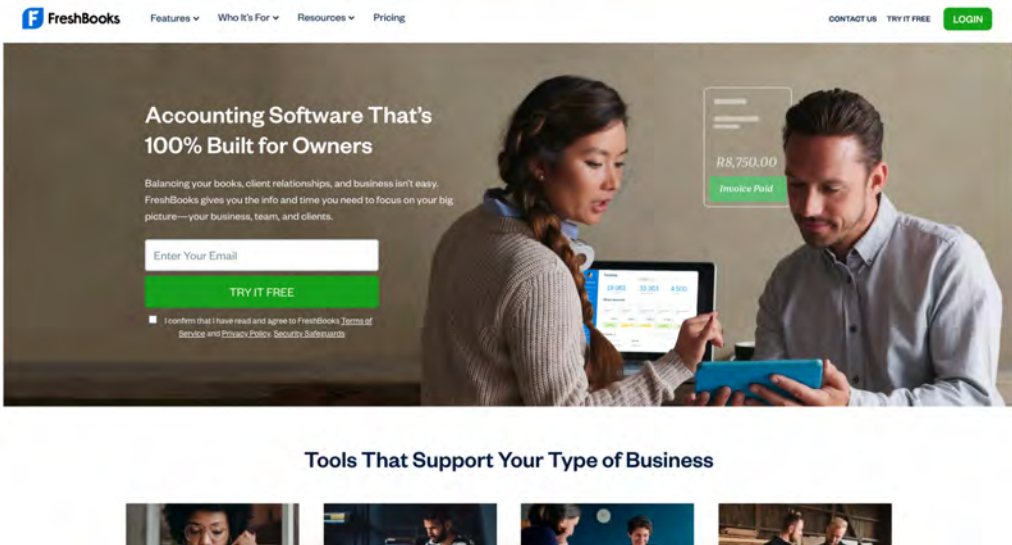 FreshBooks
Features
Who It's For
Resources
Pricing
CONTACT US
TRY IT FREE
LOGIN
Accounting Software That's
100% Built for Owners
Balancing your books, client relationships, and business isn't easy.
FreshBooks gives you the info and time you need to focus on your big
picture—your business, team, and clients.
Enter Your Email
TRY IT FREE
I confirm that I have read and agree to FreshBooks Terms of
Service and Privacy Policy. Security Safeguards
R8,750.00
Invoice Paid
Tools That Support Your Type of Business